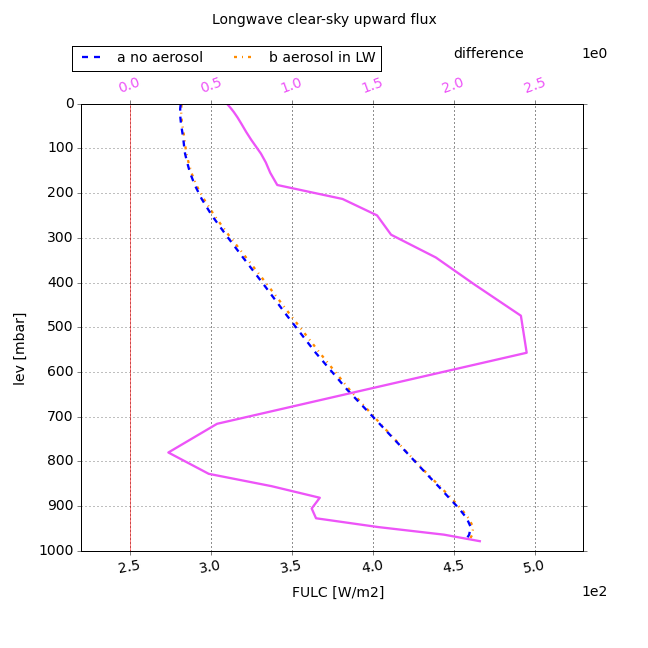 Longwave clear-sky upward flux
a no aerosol b aerosol in LW
difference 1e0
0.0 0.5 1.0 1.5 2.0 2.5
0
100
200
300
400
500
600
700
800
900
1000
lev [mbar]
2.5 3.0 3.5 4.0 4.5 5.0
FULC [W/m2] 1e2